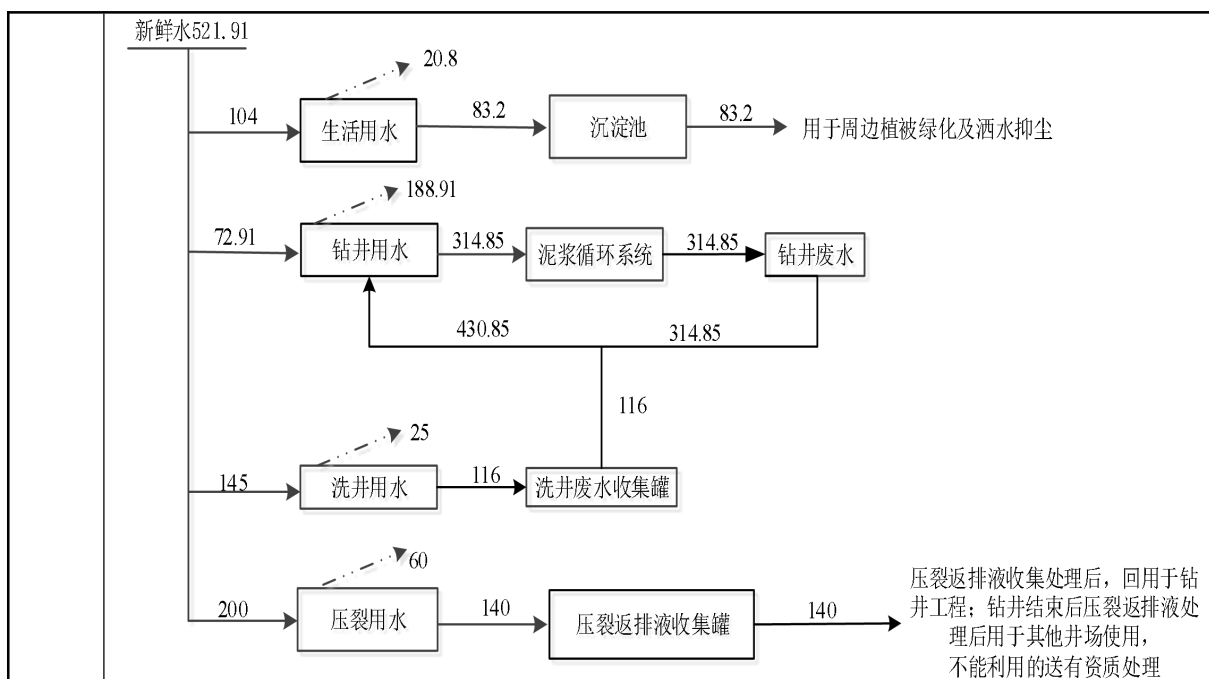 新鲜水521.91
20.8
104
生活用水
83.2
沉淀池
83.2
用于周边植被绿化及洒水抑尘
188.91
72.91
钻井用水
314.85
泥浆循环系统
314.85
钻井废水
430.85
314.85
116
25
145
洗井用水
116
洗井废水收集罐
60
200
压裂用水
140
压裂返排液收集罐
140
压裂返排液收集处理后，回用于钻
井工程；钻井结束后压裂返排液处
理后用于其他井场使用，
不能利用的送有资质处理